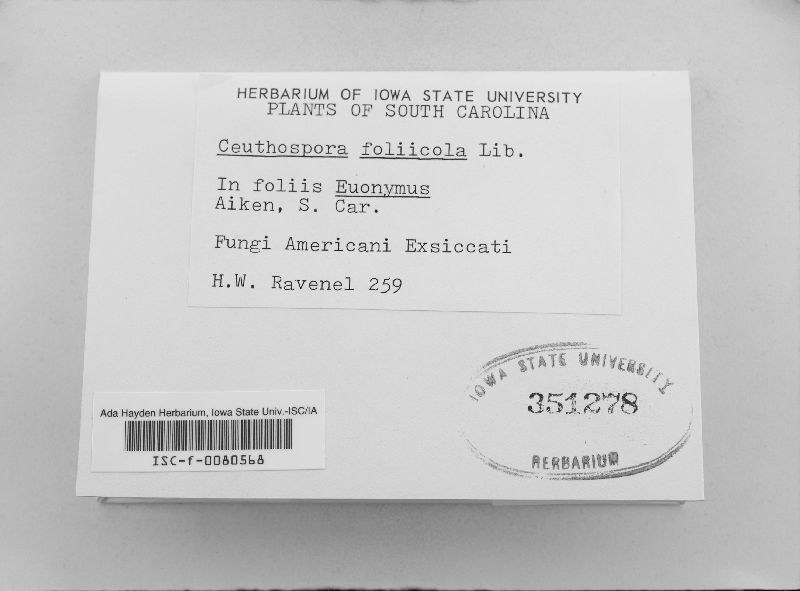 HERBARIUM OF IOWA STATE UNIVERSITY
PLANTS OF SOUTH CAROLINA
Ceuthospora foliicola Lib.
In foliis Euonymus
Aiken, S. Car.
Fungi Americani Exsiccati
H.W. Ravenel 259
IOWA STATE UNIVERSITY
351278
HERBARIUM
Ada Hayden Herbarium, Iowa State Univ.-ISC/IA
ISC-f-0080568